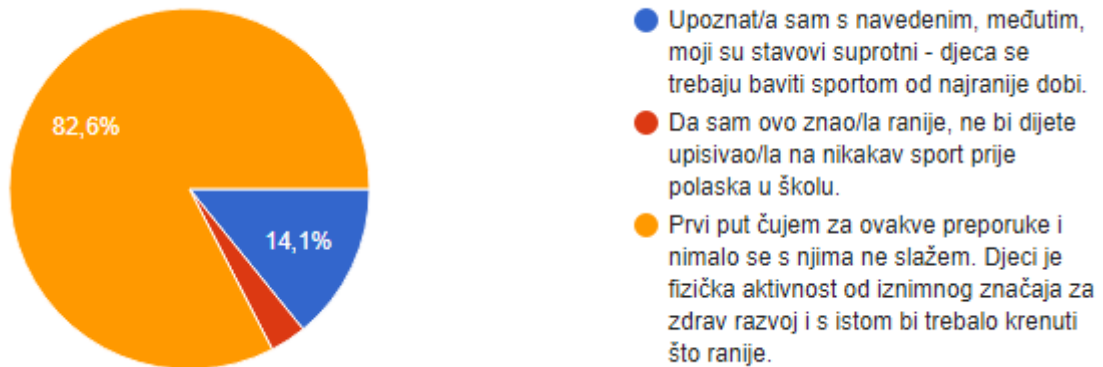 82,6%
14,1%
Upoznat/a sam s navedenim, međutim,
moji su stavovi suprotni - djeca se
trebaju baviti sportom od najranije dobi.
Da sam ovo znao/la ranije, ne bi dijete
upisivao/la na nikakav sport prije
polaska u školu.
Prvi put čujem za ovakve preporuke i
nimalo se s njima ne slažem. Djeci je
fizička aktivnost od iznimnog značaja za
zdrav razvoj i s istom bi trebalo krenuti
što ranije.